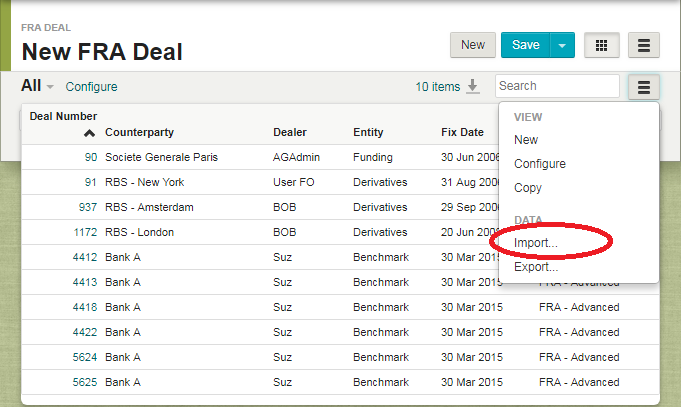 FRA DEAL
New FRA Deal
New Save
All Configure 10 items Search
Deal Number
Counterparty Dealer Entity Fix Date
VIEW
New
Configure
Copy
DATA
Import...
Export...
90 Societe Generale Paris AGAdmin Funding 30 Jun 2006
91 RBS - New York User FO Derivatives 31 Aug 2006
937 RBS - Amsterdam BOB Derivatives 29 Sep 2006
1172 RBS - London BOB Derivatives 20 Jun
4412 Bank A Suz Benchmark 30 Mar 2015
4413 Bank A Suz Benchmark 30 Mar 2015 FRA - Advanced
4418 Bank A Suz Benchmark 30 Mar 2015 FRA - Advanced
4422 Bank A Suz Benchmark 30 Mar 2015 FRA - Advanced
5624 Bank A Suz Benchmark 30 Mar 2015 FRA - Advanced
5625 Bank A Suz Benchmark 30 Mar 2015 FRA - Advanced